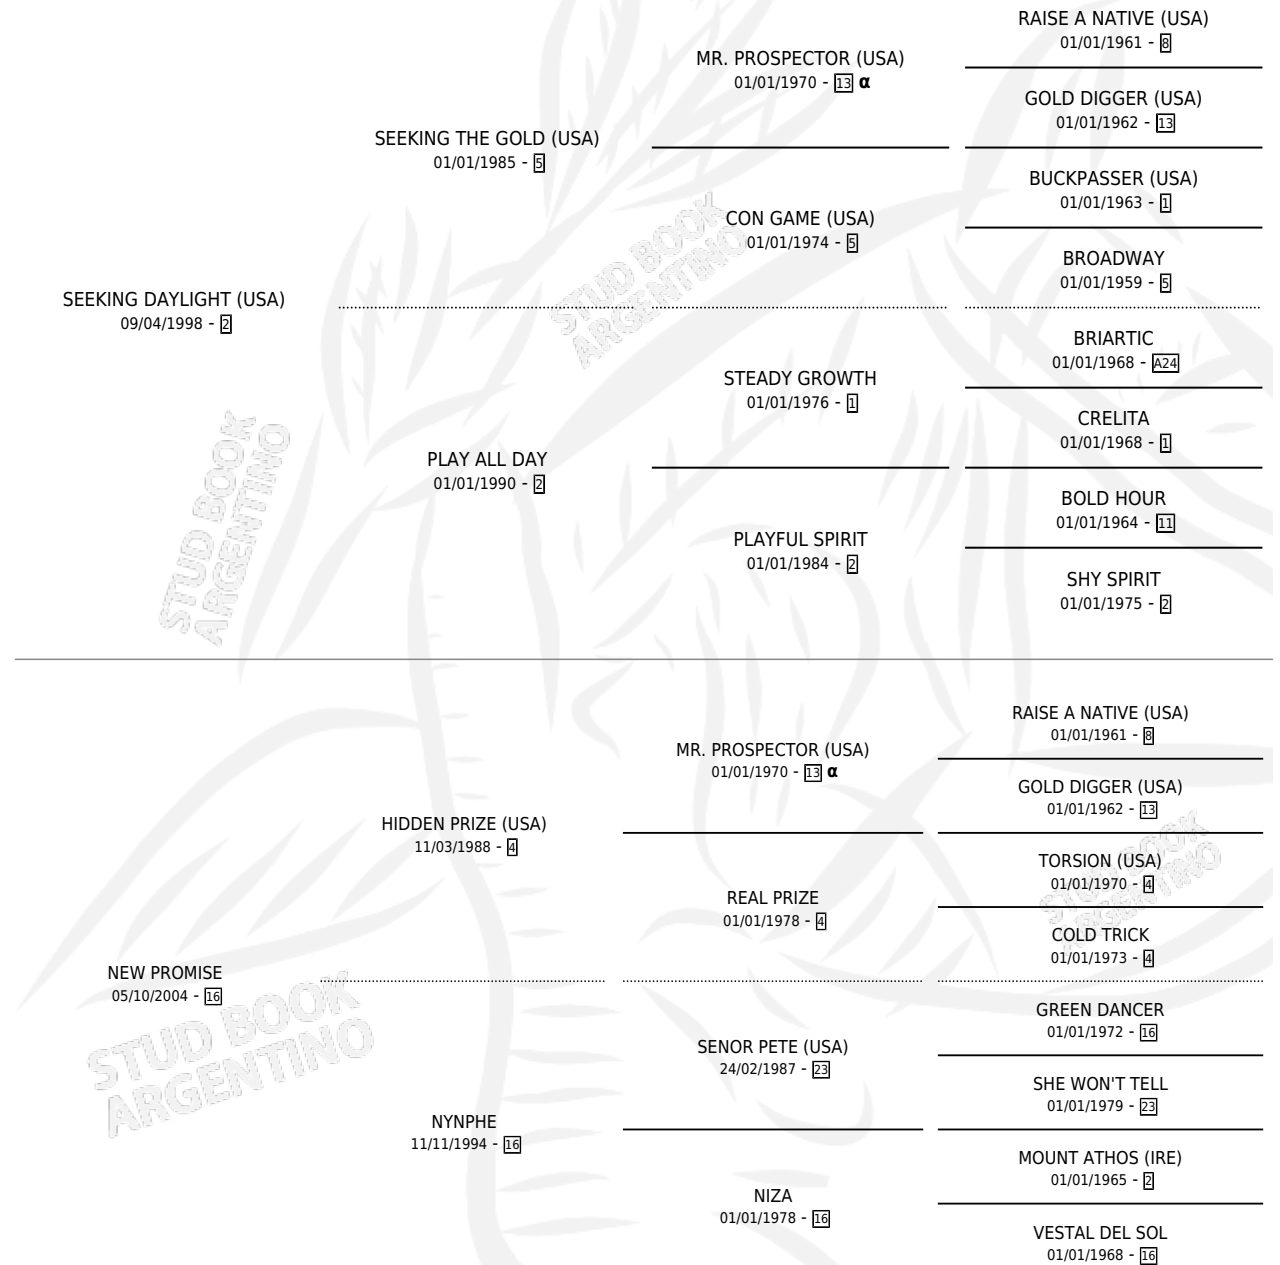 RAISE A NATIVE (USA)
01/01/1961 - 8
MR. PROSPECTOR (USA)
01/01/1970 - 13 α
GOLD DIGGER (USA)
01/01/1962 - 13
SEEKING THE GOLD (USA)
01/01/1985 - 5
BUCKPASSER (USA)
01/01/1963 - 1
CON GAME (USA)
01/01/1974 - 5
BROADWAY
01/01/1959 - 5
SEEKING DAYLIGHT (USA)
09/04/1998 - 2
BRIARTIC
01/01/1968 - A24
STEADY GROWTH
01/01/1976 - 1
CRELITA
01/01/1968 - 1
PLAY ALL DAY
01/01/1990 - 2
BOLD HOUR
01/01/1964 - 11
PLAYFUL SPIRIT
01/01/1984 - 2
SHY SPIRIT
01/01/1975 - 2
RAISE A NATIVE (USA)
01/01/1961 - 8
MR. PROSPECTOR (USA)
01/01/1970 - 13 α
GOLD DIGGER (USA)
01/01/1962 - 13
HIDDEN PRIZE (USA)
11/03/1988 - 4
TORSION (USA)
01/01/1970 - 4
REAL PRIZE
01/01/1978 - 4
COLD TRICK
01/01/1973 - 4
NEW PROMISE
05/10/2004 - 16
GREEN DANCER
01/01/1972 - 16
SENOR PETE (USA)
24/02/1987 - 23
SHE WON'T TELL
01/01/1979 - 23
NYNPHE
11/11/1994 - 16
MOUNT ATHOS (IRE)
01/01/1965 - 2
NIZA
01/01/1978 - 16
VESTAL DEL SOL
01/01/1968 - 16
STUD BOOK
ARGENTINO
STUD BOOK
ARGENTINO
STUD BOOK
ARGENTINO
STUD BOOK
ARGENTINO